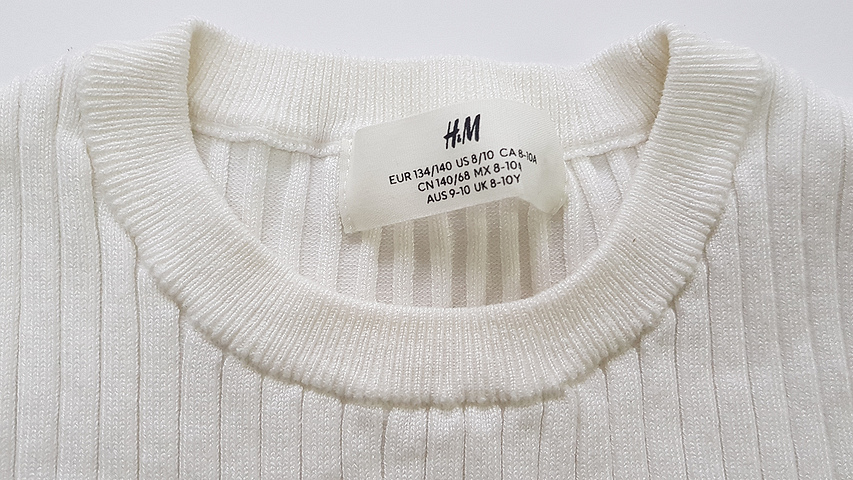 H&M
EUR 134/140 US 8/10 CA 8-10A
CN 140/68 MX 8-10A
AUS 9-10 UK 8-10Y